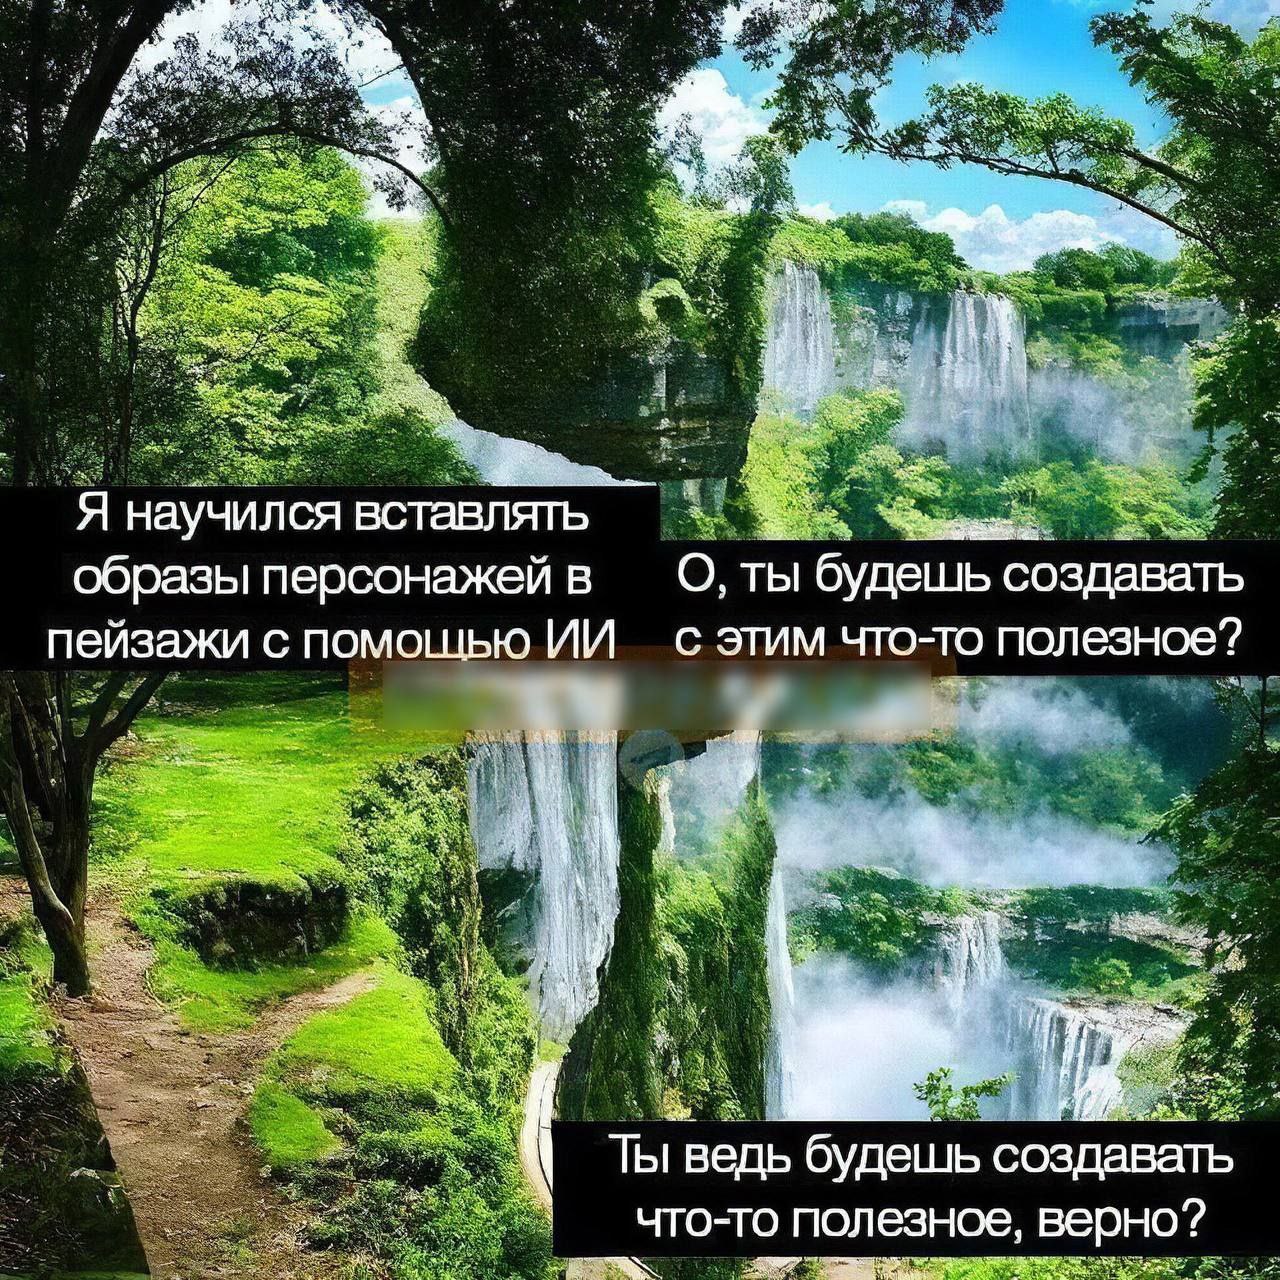 Я научился вставлять
образы персонажей в
пейзажи с помощью ИИ
О, ты будешь создавать
с этим что-то полезное?
Ты ведь будешь создавать
что-то полезное, верно?